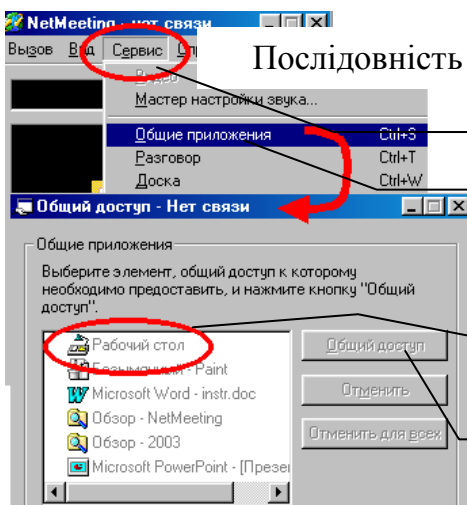 NetMeeting - нет связи
Вызов Вид Сервис
Послідовність
Видео
Мастер настройки звука...
Общие приложения Ctrl+S
Разговор Ctrl+T
Доска Ctrl+W
Общий доступ - Нет связи
Общие приложения
Выберите элемент, общий доступ к которому
необходимо предоставить, и нажмите кнопку "Общий
доступ".
Рабочий стол
Безымянный - Paint
Microsoft Word - instr.doc
Обзор - NetMeeting
Обзор - 2003
Microsoft PowerPoint - [Презен
Общий доступ
Отменить
Отменить для всех